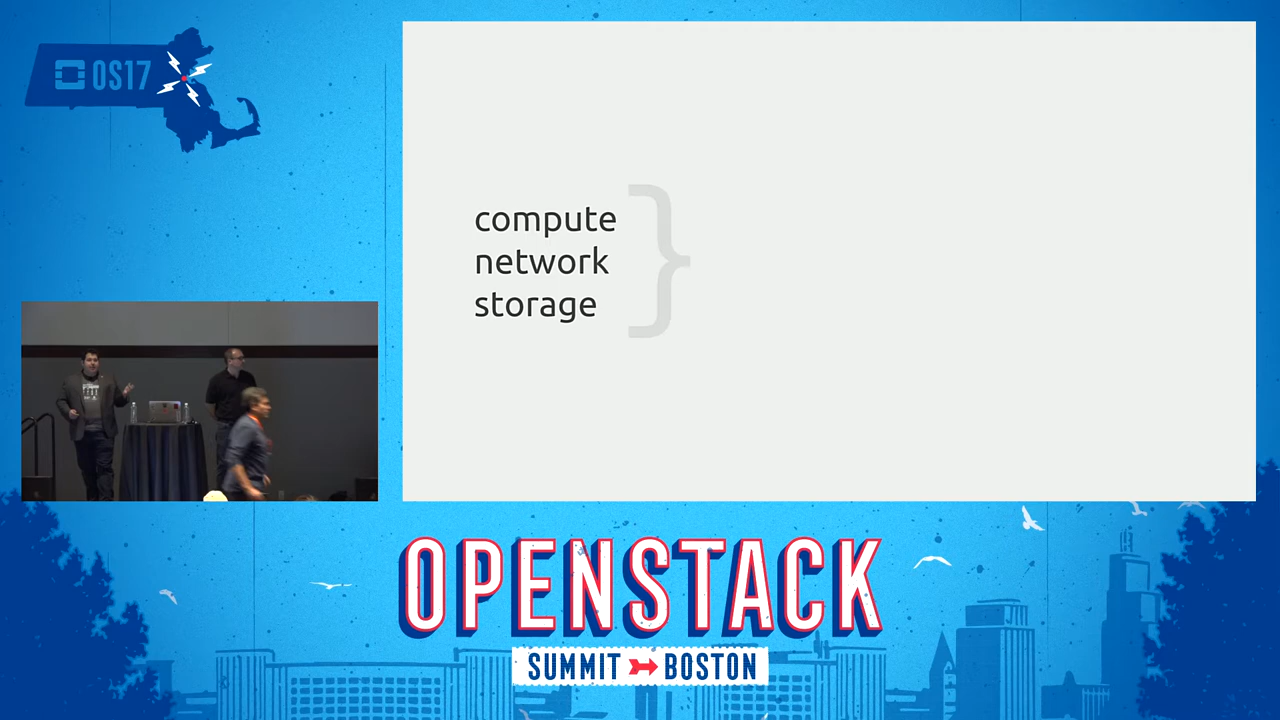 OS17
compute
network
storage
}
OPENSTACK
SUMMIT BOSTON